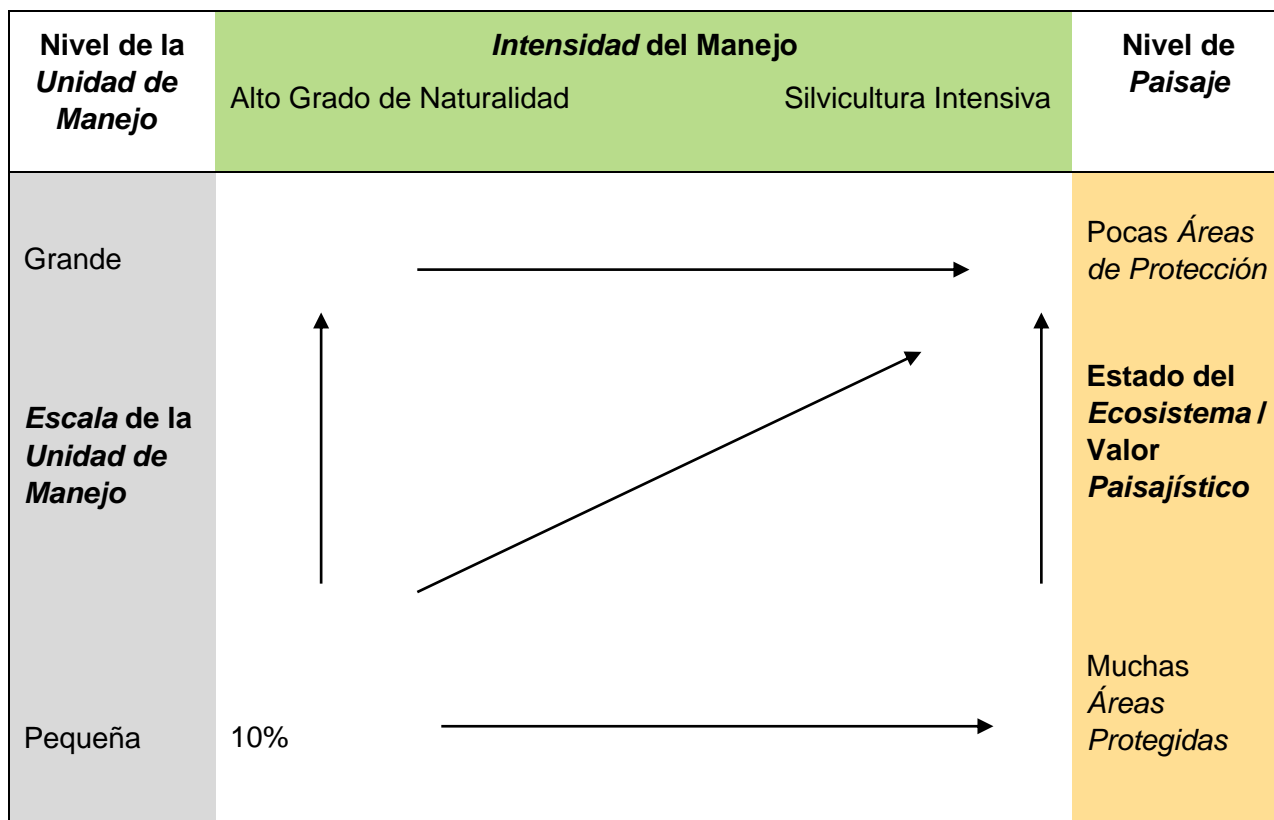 Nivel de la
Unidad de
Manejo
Intensidad del Manejo
Alto Grado de Naturalidad
Silvicultura Intensiva
Nivel de
Paisaje
Grande
Escala de la
Unidad de
Manejo
Pequeña
10%
Pocas Áreas
de Protección
Estado del
Ecosistema /
Valor
Paisajístico
Muchas
Áreas
Protegidas